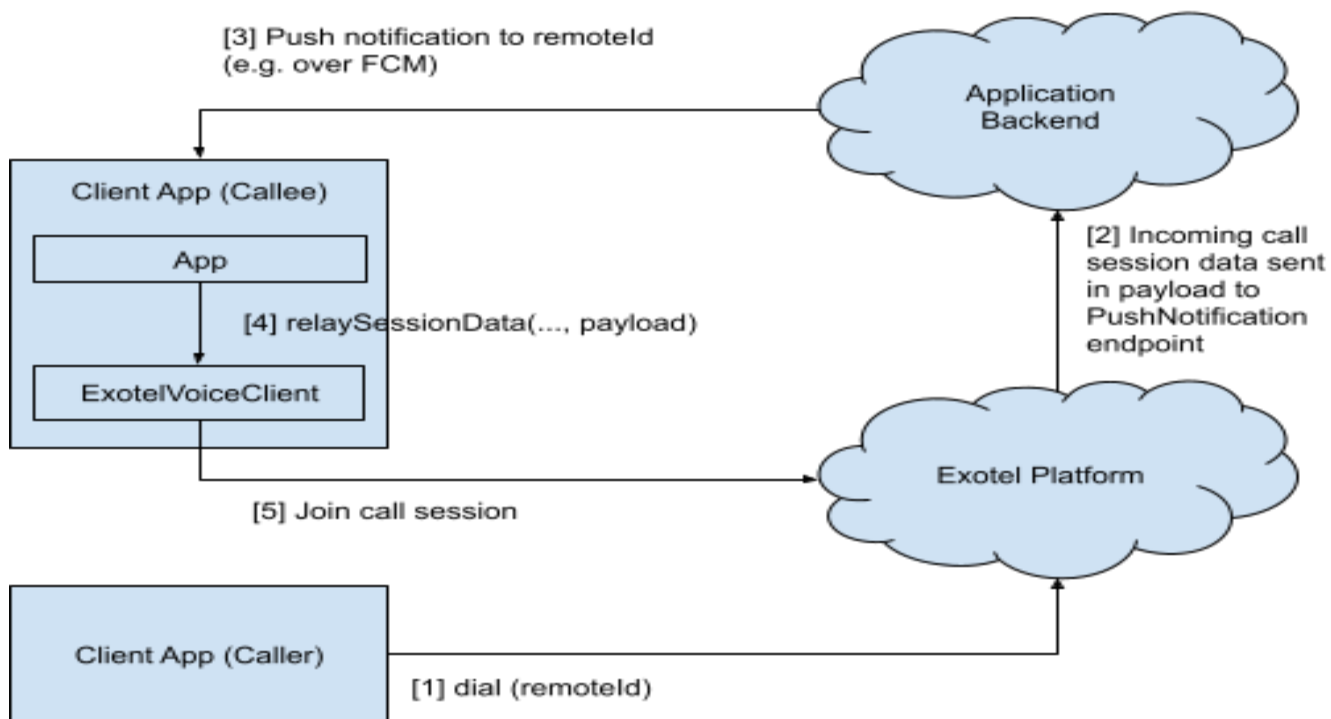 [3] Push notification to remoteId
(e.g. over FCM)
Application
Backend
Client App (Callee)
App
[2] Incoming call
session data sent
in payload to
PushNotification
endpoint
[4] relaySessionData(..., payload)
ExotelVoiceClient
Exotel Platform
[5] Join call session
Client App (Caller)
[1] dial (remoteId)